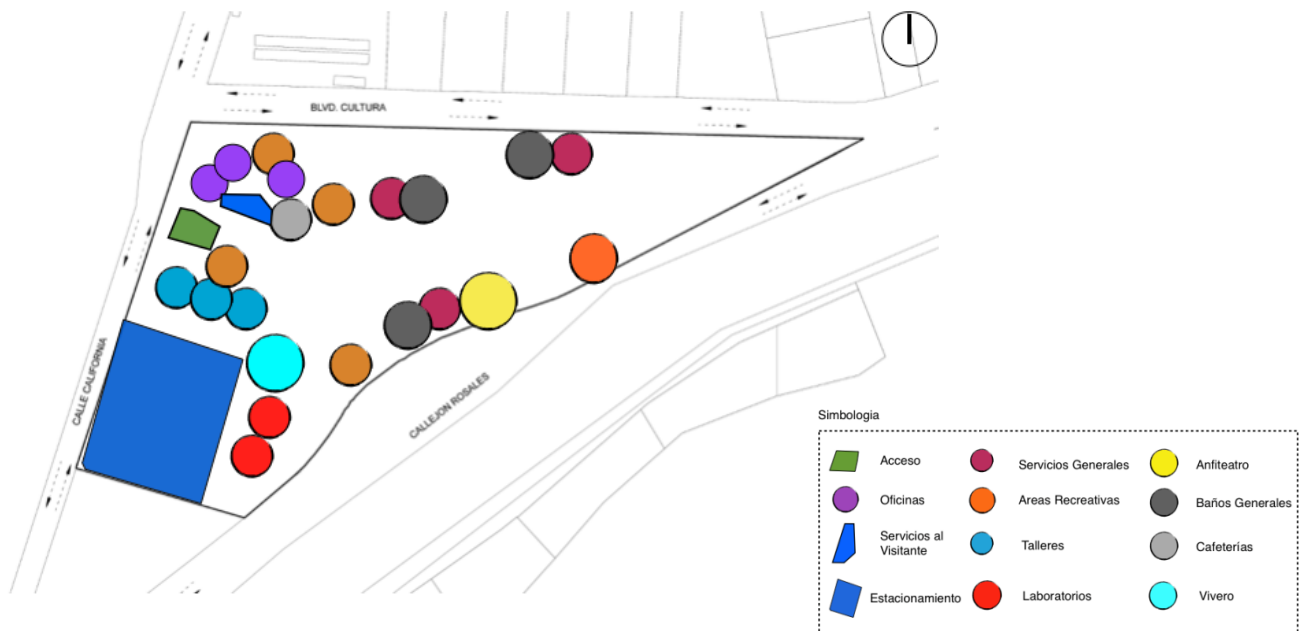 BLVD. CULTURA
CALLE CALIFORNIA
CALLEJON ROSALES
Simbologia
Acceso
Servicios Generales
Anfiteatro
Oficinas
Areas Recreativas
Baños Generales
Servicios al
Visitante
Talleres
Cafeterías
Estacionamiento
Laboratorios
Vivero